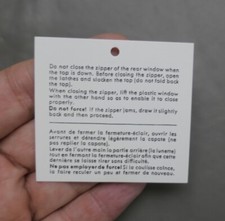 Do not close the zipper of the rear window when
the top is down. Before closing the zipper, open
the latches and slacken the top (do not fold back
the top).
When closing the zipper, lift the plastic window
with the other hand so as to enable it to close
properly.
Do not force! If the zipper jams, draw it slightly
back and then proceed.
Avant de fermer la fermeture éclair, ouvrir les
serrures et détendre légèrement la capote (ne
pas replier la capote).
Lever de l'autre main la partie arrière (la lunette)
tout en fermant la fermeture éclair afin que cette
dernière se laisse tirer sans difficulté.
Ne pas employer de force! Si la coulisse coince,
la faire reculer un peu et fermer de nouveau.